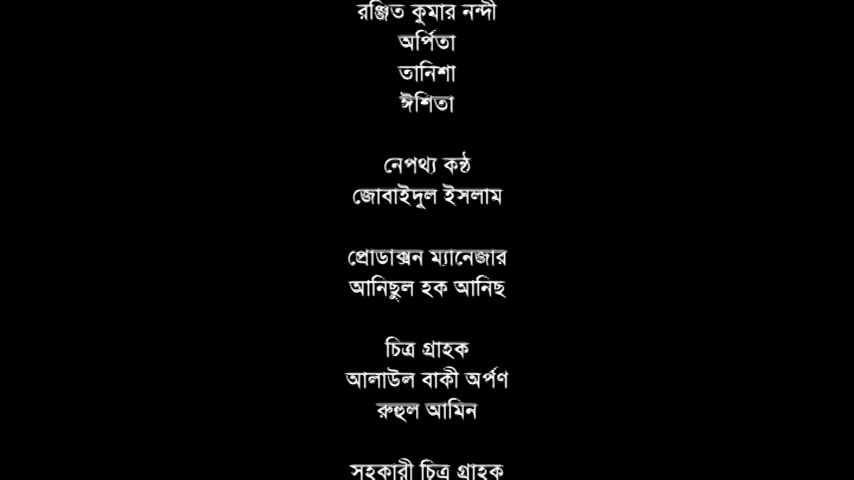 রঞ্জিত কুমার নন্দী
অর্পিতা
তানিশা
ঈশিতা
নেপথ্য কন্ঠ
জোবাইদুল ইসলাম
প্রোডাক্সন ম্যানেজার
আনিছুল হক আনিছ
চিত্র গ্রাহক
আলাউল বাকী অর্পণ
রুহুল আমিন
সহকারী চিত্র গ্রাহক